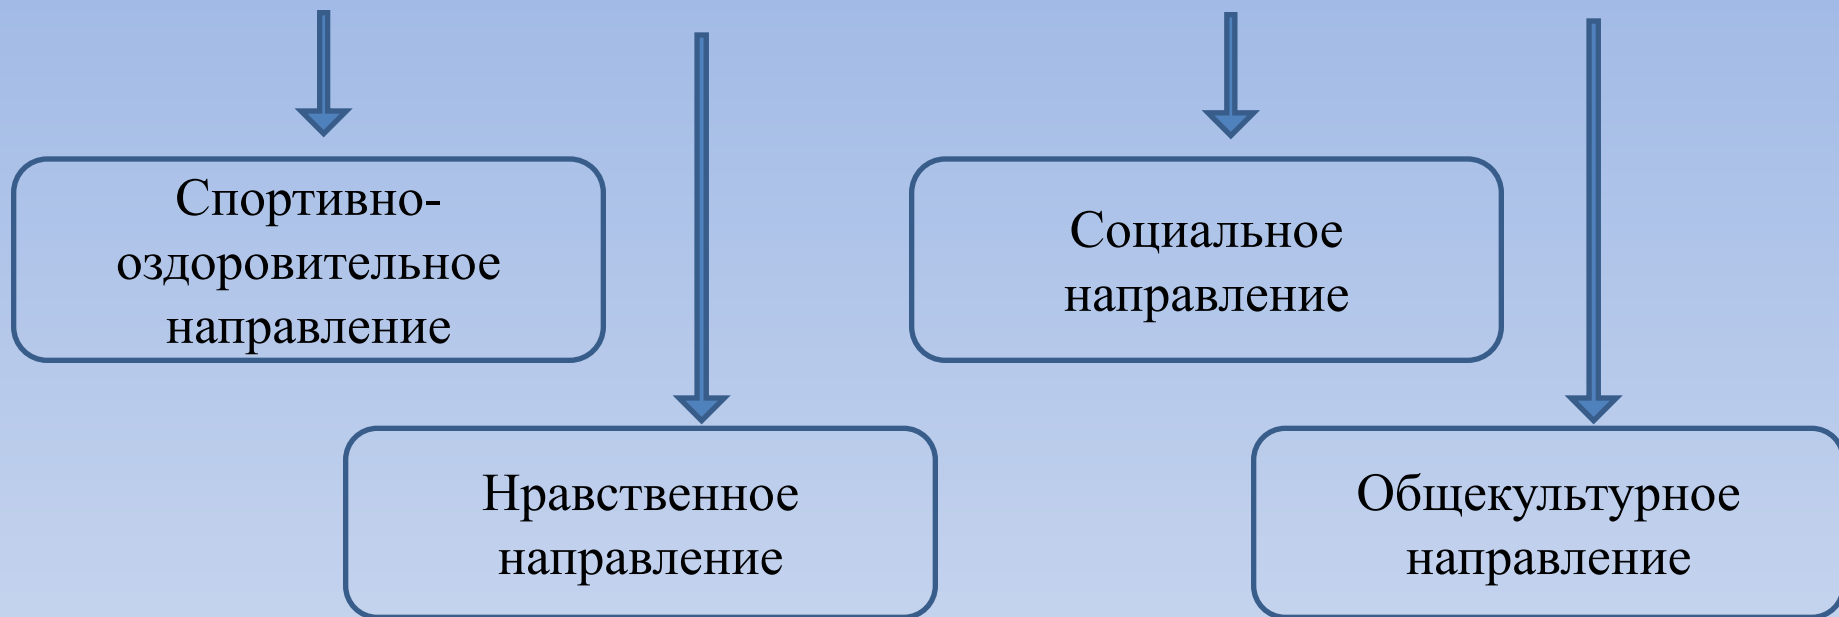 Спортивно-
оздоровительное
направление
Социальное
направление
Нравственное
направление
Общекультурное
направление